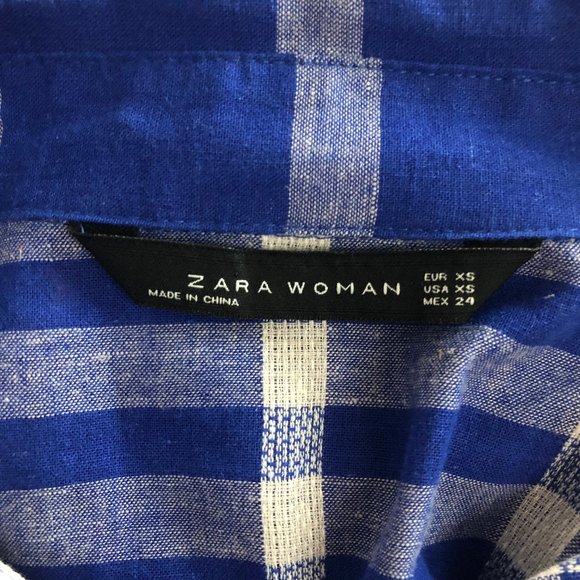 ZARA WOMAN
MADE IN CHINA
EUR XS
USA XS
MEX 24